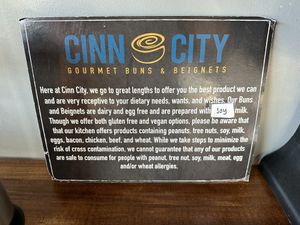 CINN CITY
GOURMET BUNS & BEIGNETS
Here at Cinn City, we go to great lengths to offer you the best product we can
and are very receptive to your dietary needs, wants, and wishes. Our Buns
and Beignets are dairy and egg free and are prepared with soy milk.
Though we offer both gluten free and vegan options, please be aware that
that our kitchen offers products containing peanuts, tree nuts, soy, milk,
eggs, bacon, chicken, beef, and wheat. While we take steps to minimize the
risk of cross contamination, we cannot guarantee that any of our products
are safe to consume for people with peanut, tree nut, soy, milk, meat, egg
and/or wheat allergies.